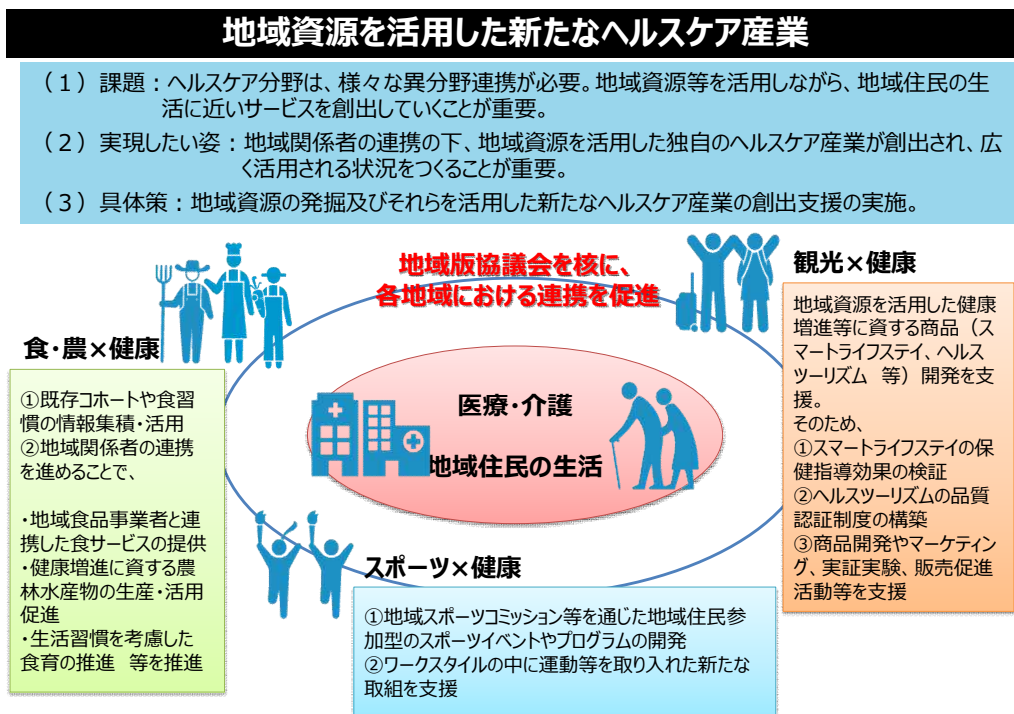 地域資源を活用した新たなヘルスケア産業
（１）課題：ヘルスケア分野は、様々な異分野連携が必要。地域資源等を活用しながら、地域住民の生
活に近いサービスを創出していくことが重要。
（２）実現したい姿：地域関係者の連携の下、地域資源を活用した独自のヘルスケア産業が創出され、広
く活用される状況をつくることが重要。
（３）具体策：地域資源の発掘及びそれらを活用した新たなヘルスケア産業の創出支援の実施。
地域版協議会を核に、
各地域における連携を促進
食・農×健康
①既存コホートや食習
慣の情報集積・活用
②地域関係者の連携
を進めることで、
・地域食品事業者と連
携した食サービスの提供
・健康増進に資する農
林水産物の生産・活用
促進
・生活習慣を考慮した
食育の推進　等を推進
医療・介護
地域住民の生活
観光×健康
地域資源を活用した健康
増進等に資する商品（ス
マートライフステイ、ヘルス
ツーリズム　等）開発を支
援。
そのため、
①スマートライフステイの保
健指導効果の検証
②ヘルスツーリズムの品質
認証制度の構築
③商品開発やマーケティン
グ、実証実験、販売促進
活動等を支援
スポーツ×健康
①地域スポーツコミッション等を通じた地域住民参
加型のスポーツイベントやプログラムの開発
②ワークスタイルの中に運動等を取り入れた新たな
取組を支援